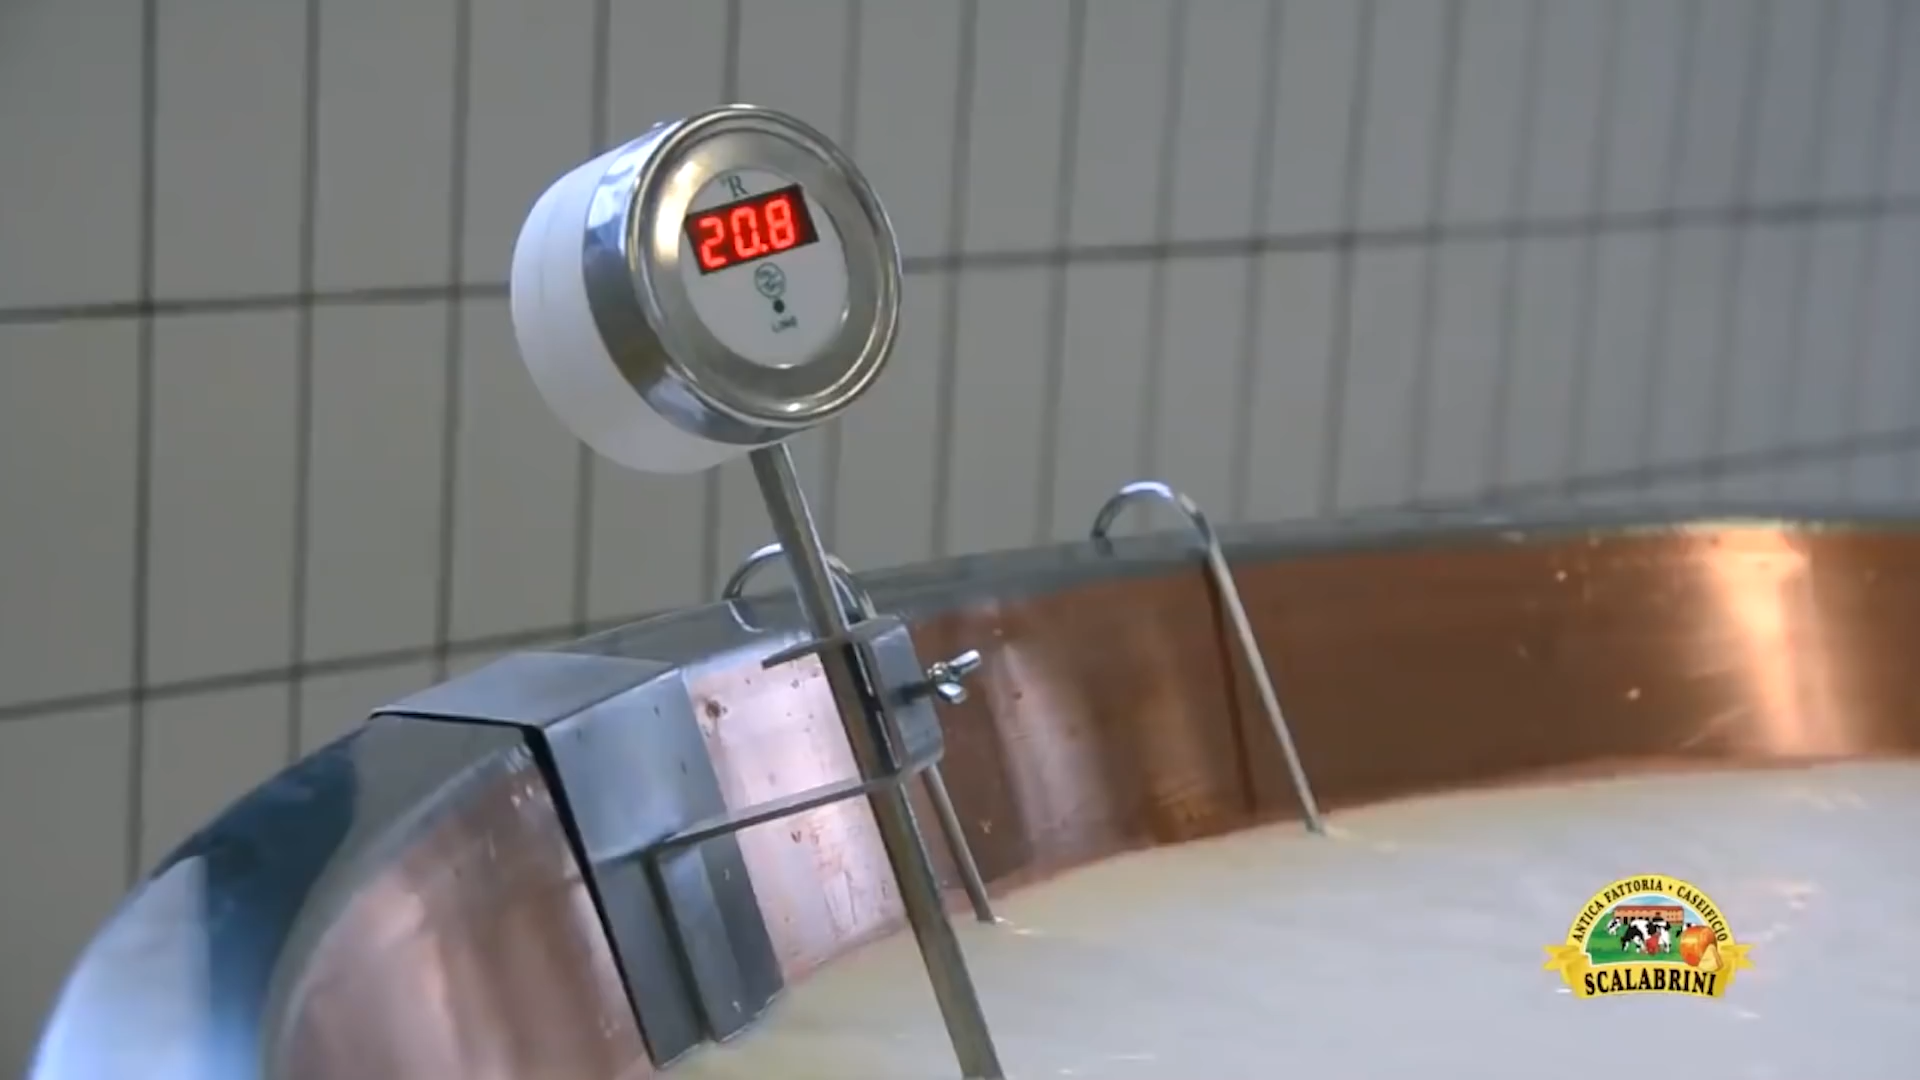 °R
20.8
ANTICA FATTORIA • CASEIFICIO
SCALABRINI